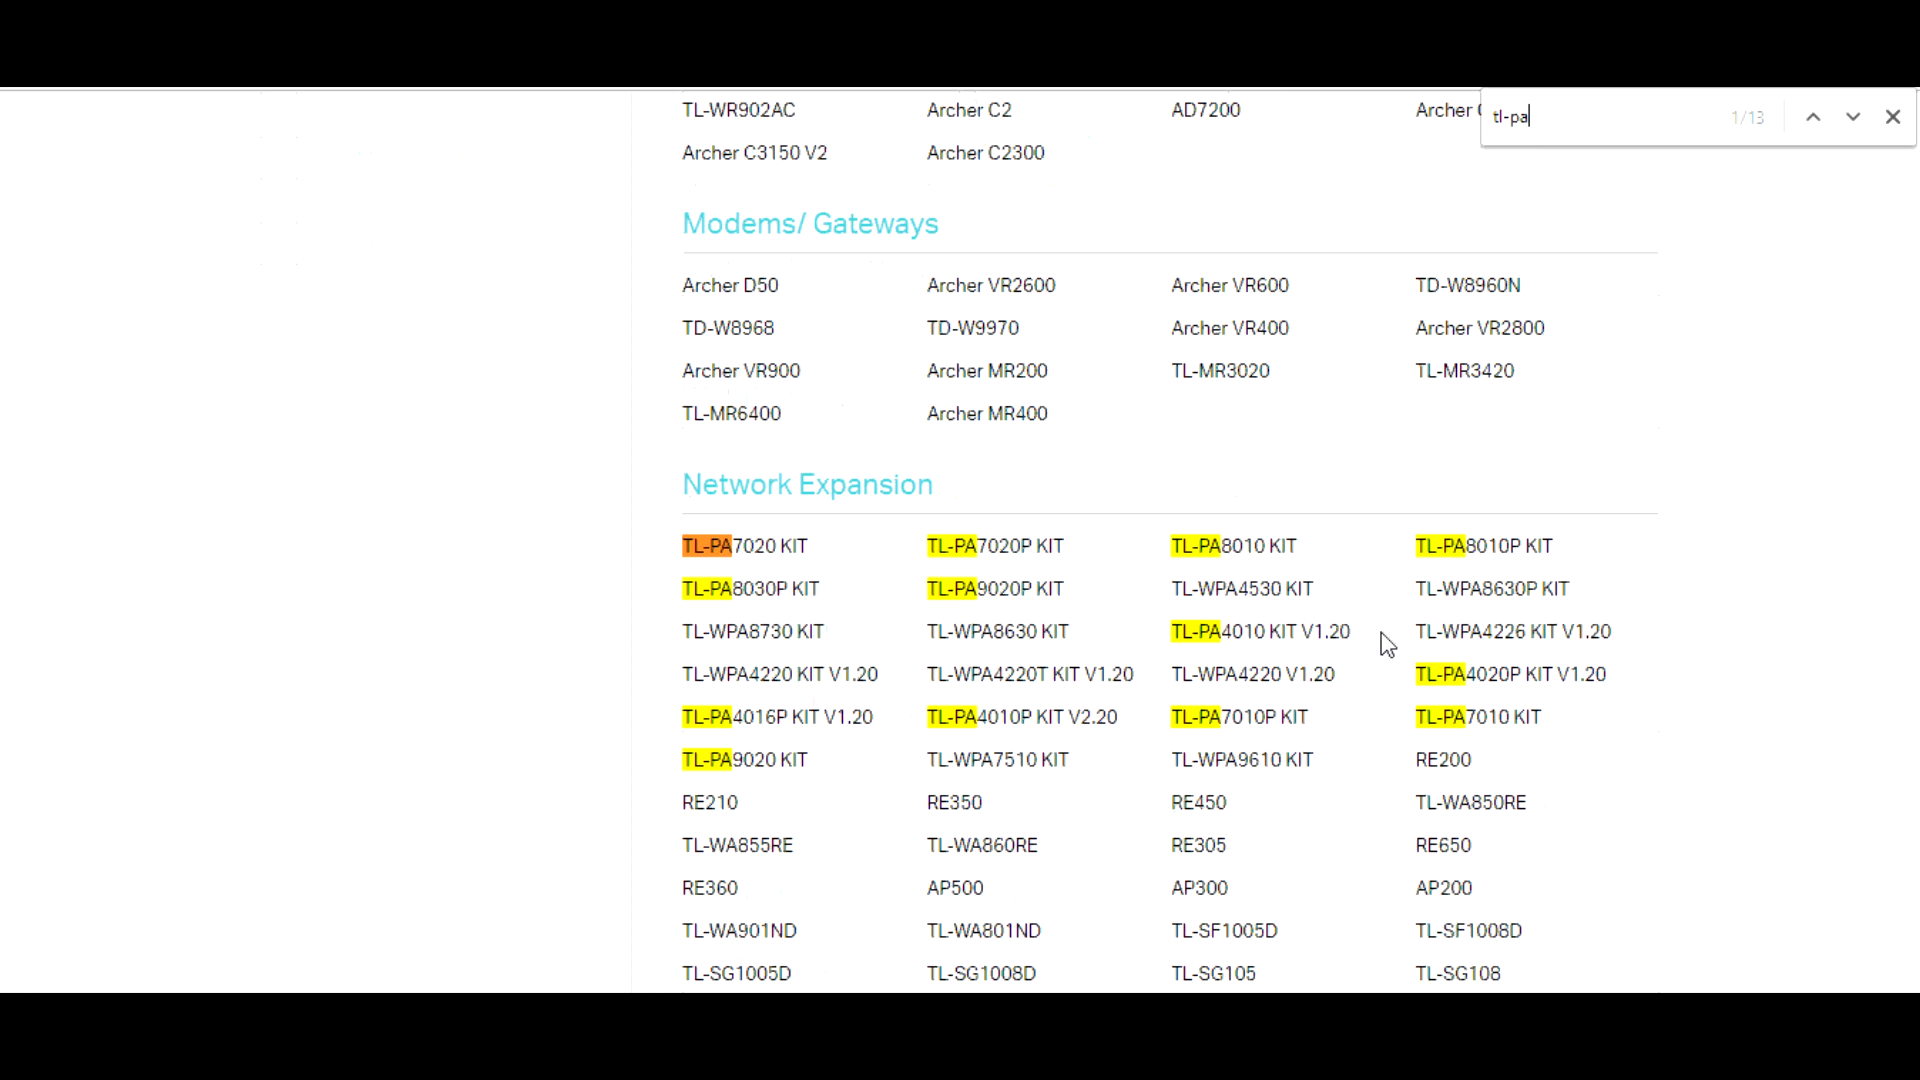 TL-WR902AC Archer C2 AD7200 Archer
tl-pa 1/13
Archer C3150 V2 Archer C2300
Modems/ Gateways
Archer D50 Archer VR2600 Archer VR600 TD-W8960N
TD-W8968 TD-W9970 Archer VR400 Archer VR2800
Archer VR900 Archer MR200 TL-MR3020 TL-MR3420
TL-MR6400 Archer MR400
Network Expansion
TL-PA7020 KIT TL-PA7020P KIT TL-PA8010 KIT TL-PA8010P KIT
TL-PA8030P KIT TL-PA9020P KIT TL-WPA4530 KIT TL-WPA8630P KIT
TL-WPA8730 KIT TL-WPA8630 KIT TL-PA4010 KIT V1.20 TL-WPA4226 KIT V1.20
TL-WPA4220 KIT V1.20 TL-WPA4220T KIT V1.20 TL-WPA4220 V1.20 TL-PA4020P KIT V1.20
TL-PA4016P KIT V1.20 TL-PA4010P KIT V2.20 TL-PA7010P KIT TL-PA7010 KIT
TL-PA9020 KIT TL-WPA7510 KIT TL-WPA9610 KIT RE200
RE210 RE350 RE450 TL-WA850RE
TL-WA855RE TL-WA860RE RE305 RE650
RE360 AP500 AP300 AP200
TL-WA901ND TL-WA801ND TL-SF1005D TL-SF1008D
TL-SG1005D TL-SG1008D TL-SG105 TL-SG108